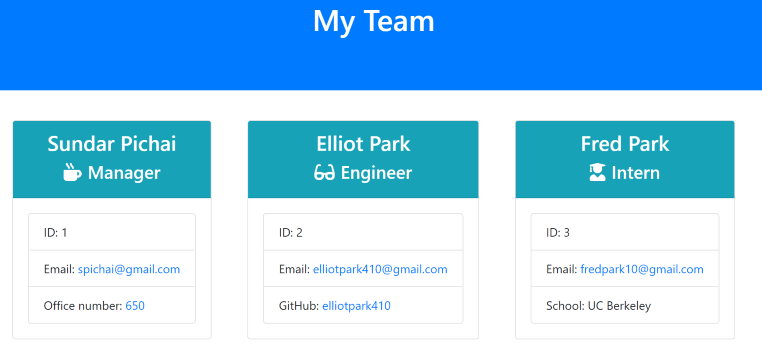 My Team
Sundar Pichai
Manager
ID: 1
Email: spichai@gmail.com
Office number: 650
Elliot Park
Engineer
ID: 2
Email: elliotpark410@gmail.com
GitHub: elliotpark410
Fred Park
Intern
ID: 3
Email: fredpark10@gmail.com
School: UC Berkeley